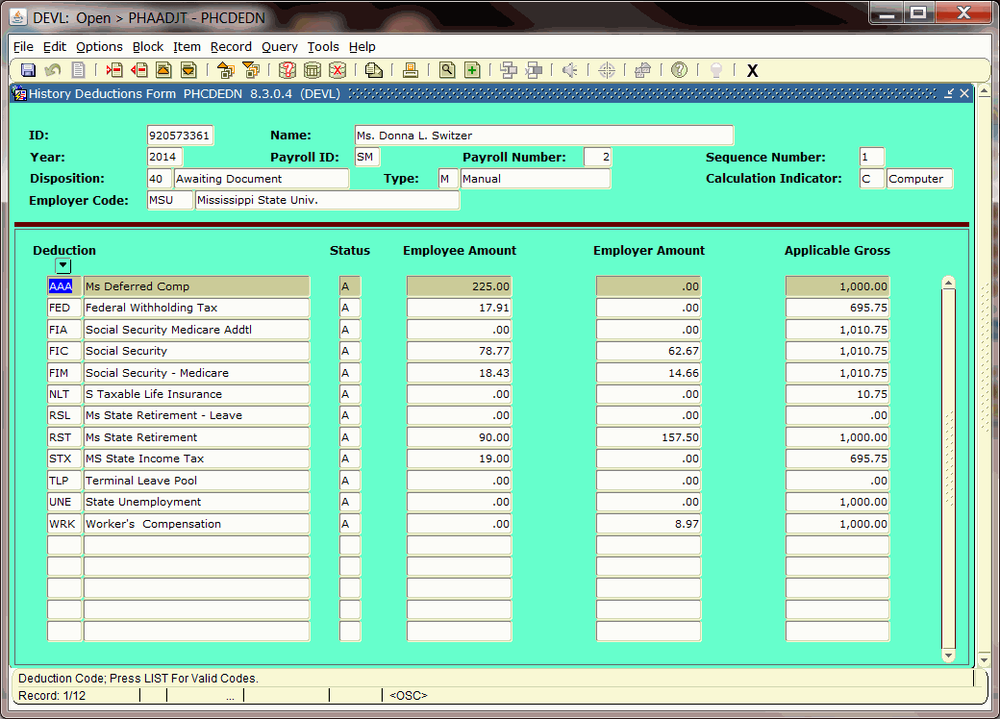 DEVL:  Open > PHAADJT - PHCDEDN
File Edit Options Block Item Record Query Tools Help
X
History Deductions Form  PHCDEDN  8.3.0.4  (DEVL)
ID: 920573361 Name: Ms. Donna L. Switzer
Year: 2014 Payroll ID: SM Payroll Number: 2 Sequence Number: 1
Disposition: 40 Awaiting Document Type: M Manual Calculation Indicator: C Computer
Employer Code: MSU Mississippi State Univ.
Deduction Status Employee Amount Employer Amount Applicable Gross
AAA Ms Deferred Comp A 225.00 .00 1,000.00
FED Federal Withholding Tax A 17.91 .00 695.75
FIA Social Security Medicare Addtl A .00 .00 1,010.75
FIC Social Security A 78.77 62.67 1,010.75
FIM Social Security - Medicare A 18.43 14.66 1,010.75
NLT S Taxable Life Insurance A .00 .00 10.75
RSL Ms State Retirement - Leave A .00 .00 .00
RST Ms State Retirement A 90.00 157.50 1,000.00
STX MS State Income Tax A 19.00 .00 695.75
TLP Terminal Leave Pool A .00 .00 .00
UNE State Unemployment A .00 .00 1,000.00
WRK Worker's  Compensation A .00 8.97 1,000.00
Deduction Code; Press LIST For Valid Codes.
Record: 1/12 ... <OSC>